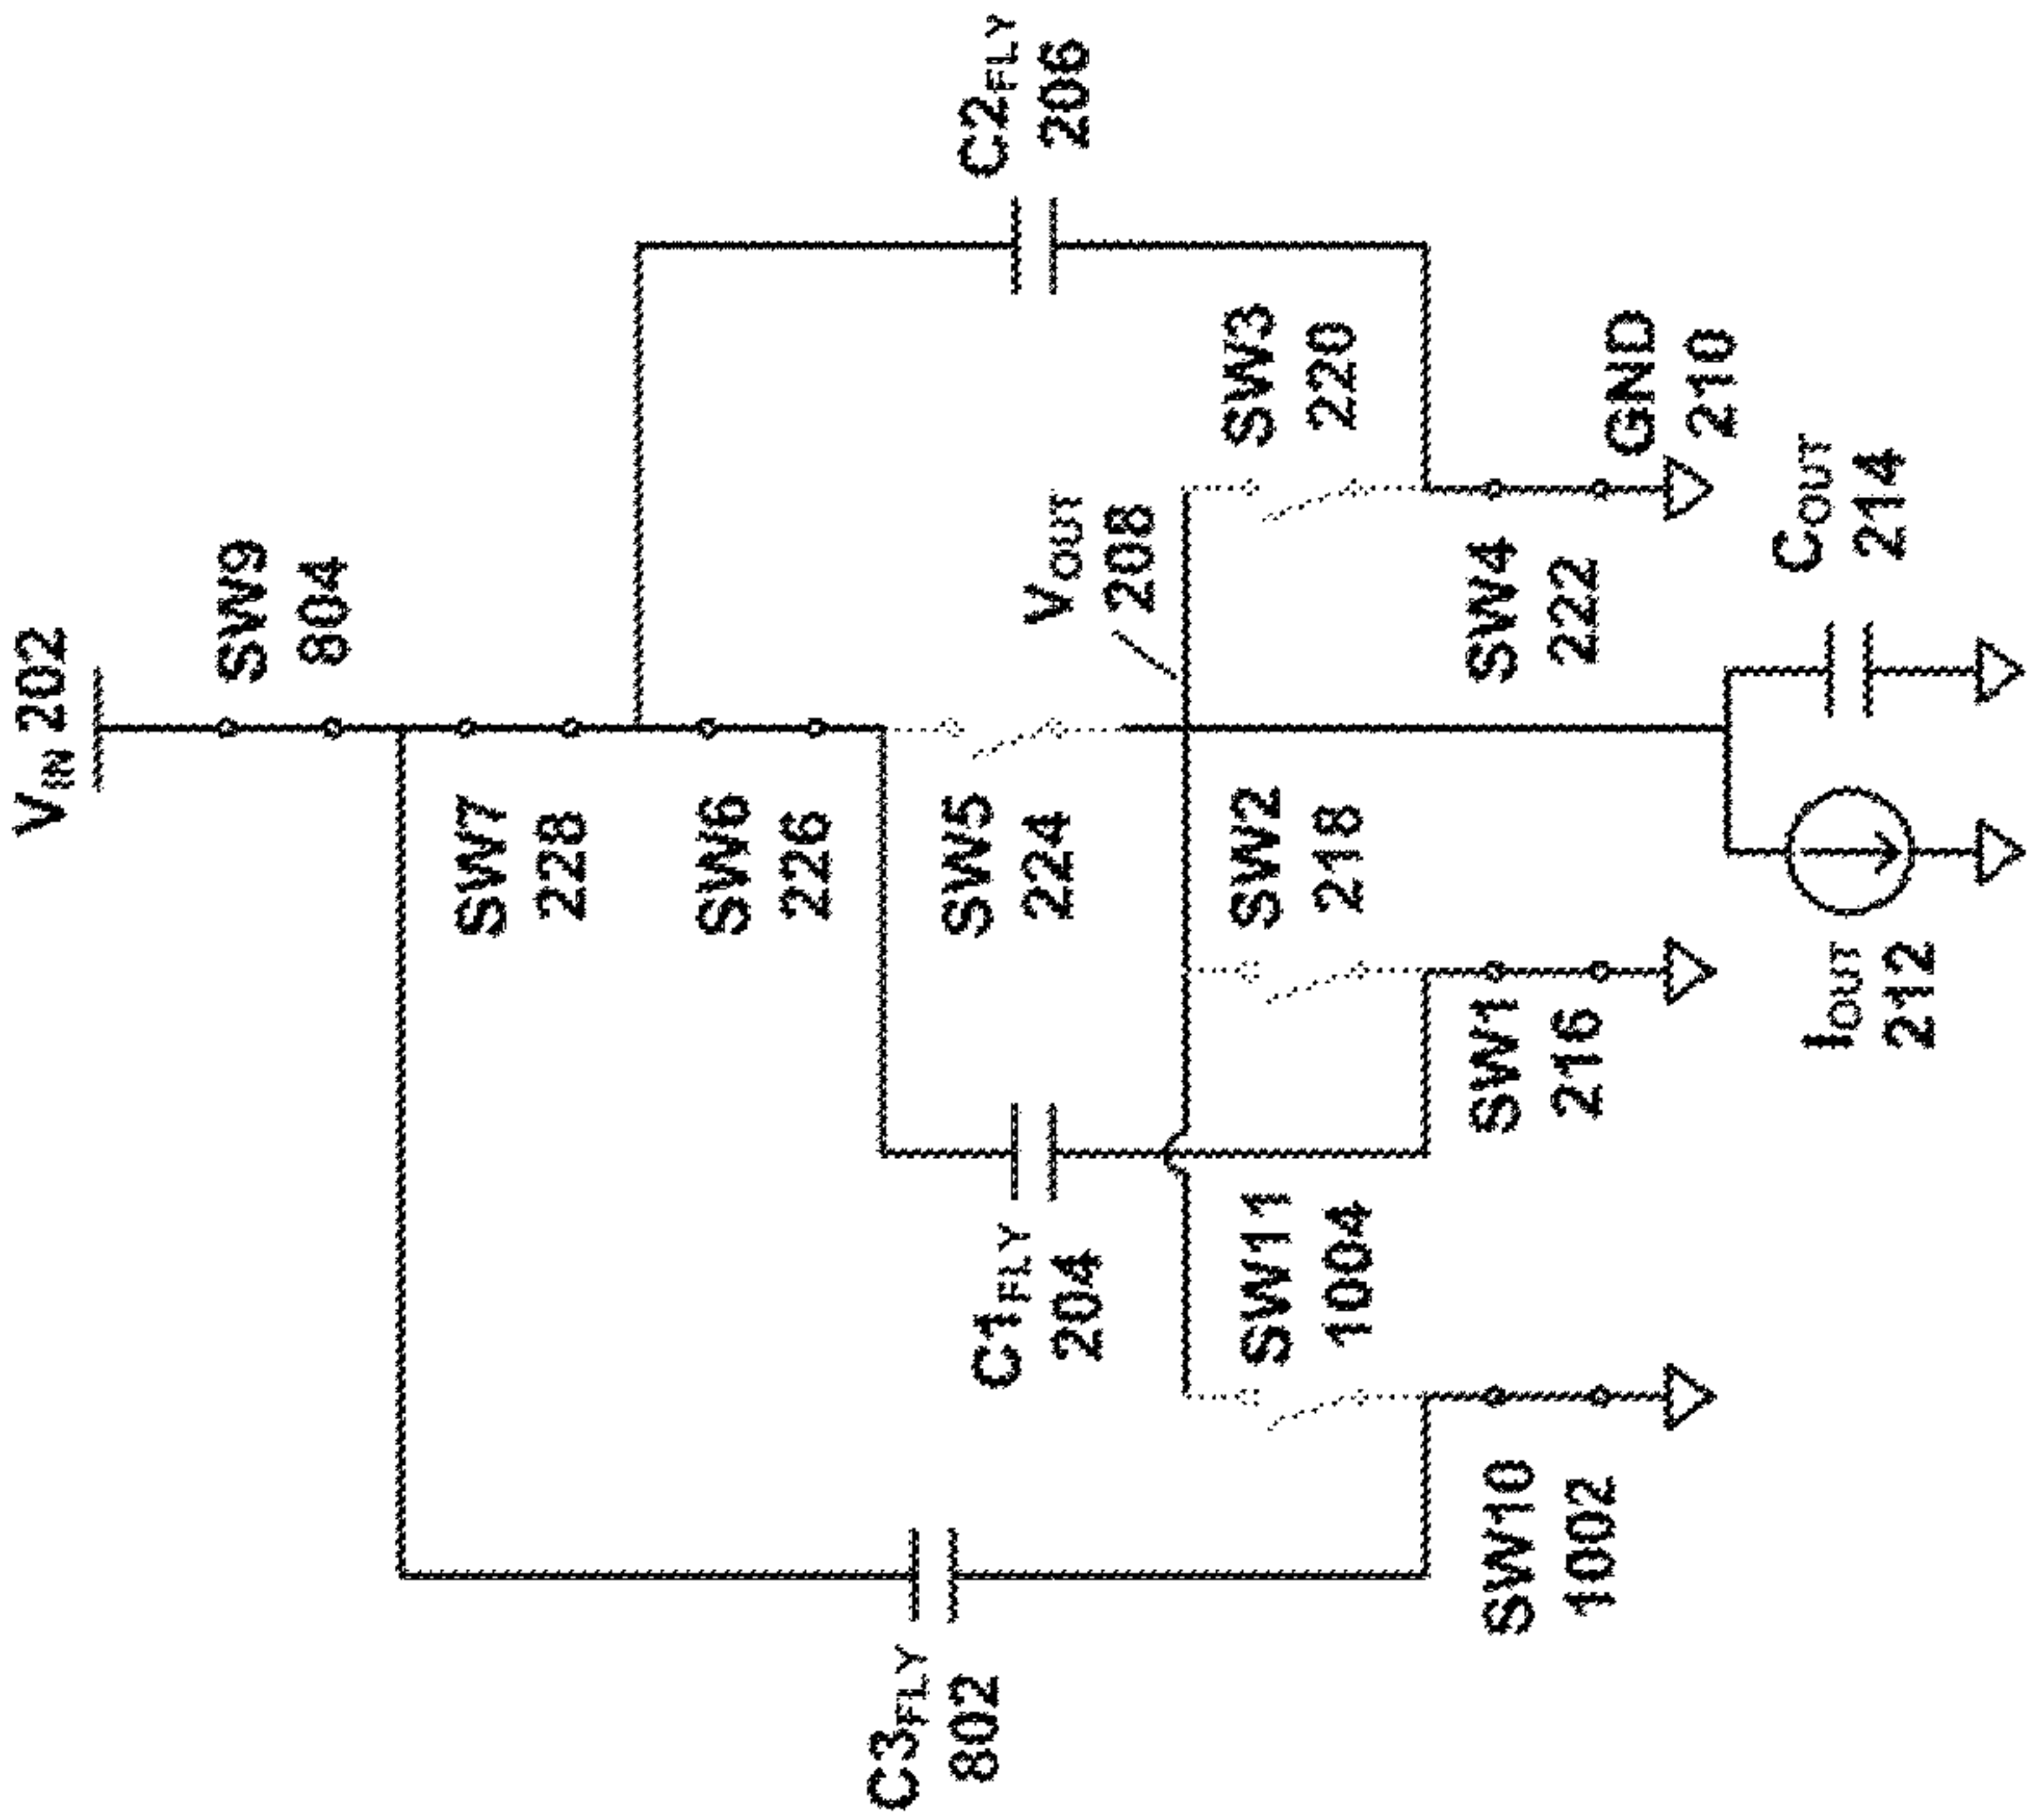 V_IN 202
SW9
804
C2_FLY
206
SW7
228
SW6
226
SW5
224
V_OUT
208
SW3
220
SW2
218
C1_FLY
204
C3_FLY
802
SW11
1004
SW4
222
GND
210
SW1
216
SW10
1002
C_OUT
214
I_OUT
212